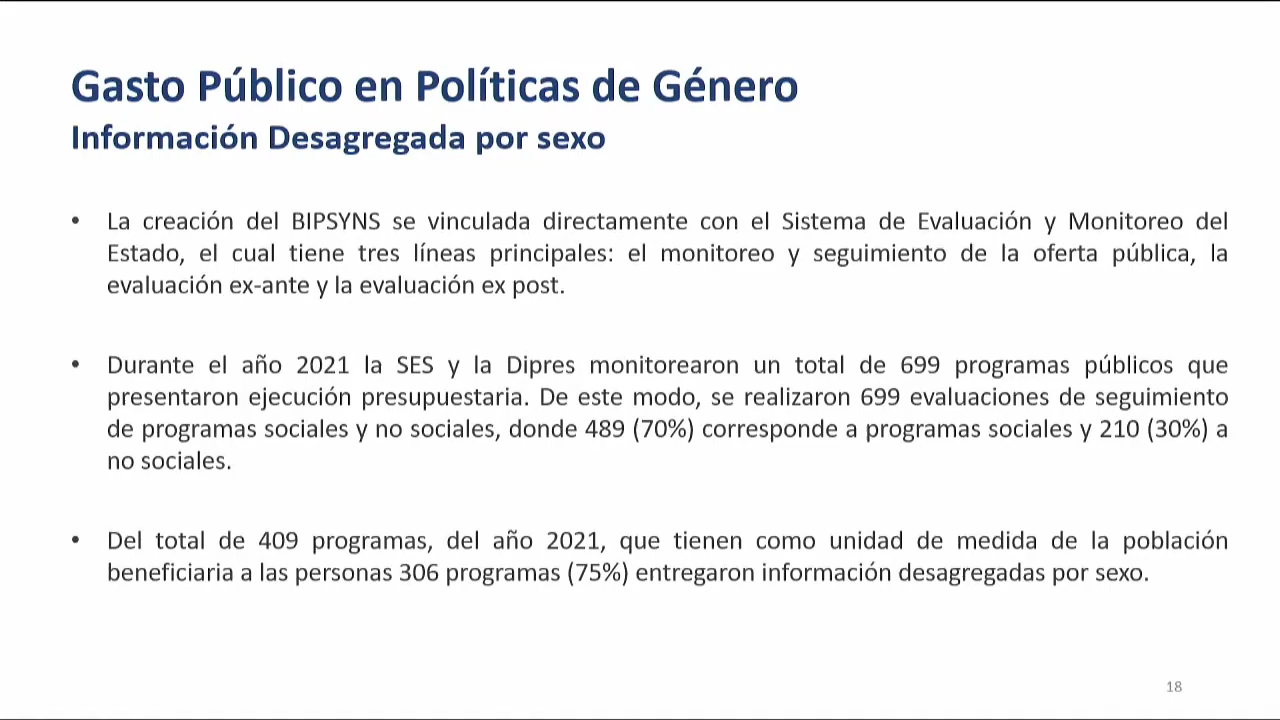 Gasto Público en Políticas de Género
Información Desagregada por sexo
• La creación del BIPSYNS se vinculada directamente con el Sistema de Evaluación y Monitoreo del
Estado, el cual tiene tres líneas principales: el monitoreo y seguimiento de la oferta pública, la
evaluación ex-ante y la evaluación ex post.
• Durante el año 2021 la SES y la Dipres monitorearon un total de 699 programas públicos que
presentaron ejecución presupuestaria. De este modo, se realizaron 699 evaluaciones de seguimiento
de programas sociales y no sociales, donde 489 (70%) corresponde a programas sociales y 210 (30%) a
no sociales.
• Del total de 409 programas, del año 2021, que tienen como unidad de medida de la población
beneficiaria a las personas 306 programas (75%) entregaron información desagregadas por sexo.
18